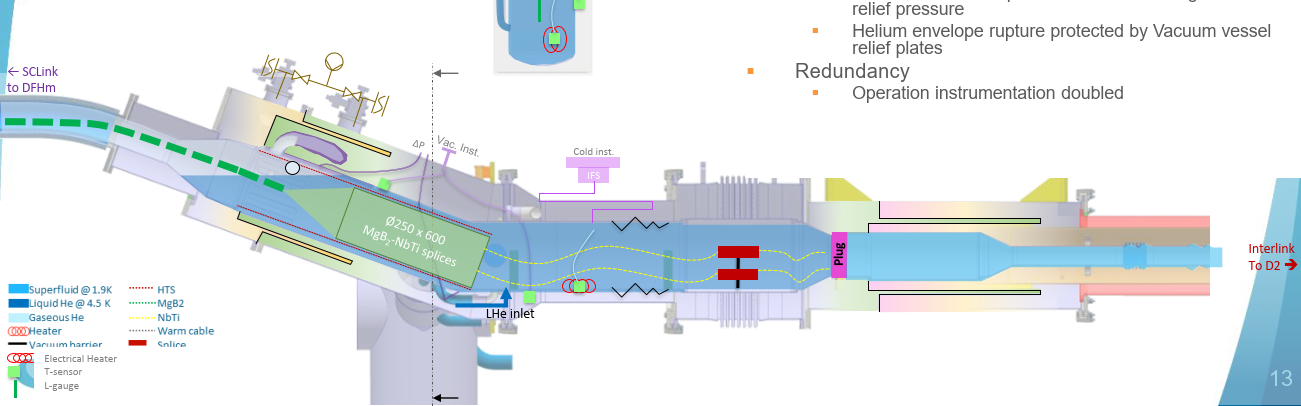 relief pressure
Helium envelope rupture protected by Vacuum vessel
relief plates
Redundancy
Operation instrumentation doubled
← SCLink
to DFHm
ΔP
Vac. Inst.
Cold inst.
IFS
Ø250 x 600
MgB2-NbTi splices
Plug
Interlink
To D2 →
LHe inlet
Superfluid @ 1.9K
Liquid He @ 4.5 K
Gaseous He
Heater
Vacuum barrier
HTS
MgB2
NbTi
Warm cable
Splice
Electrical Heater
T-sensor
L-gauge
13